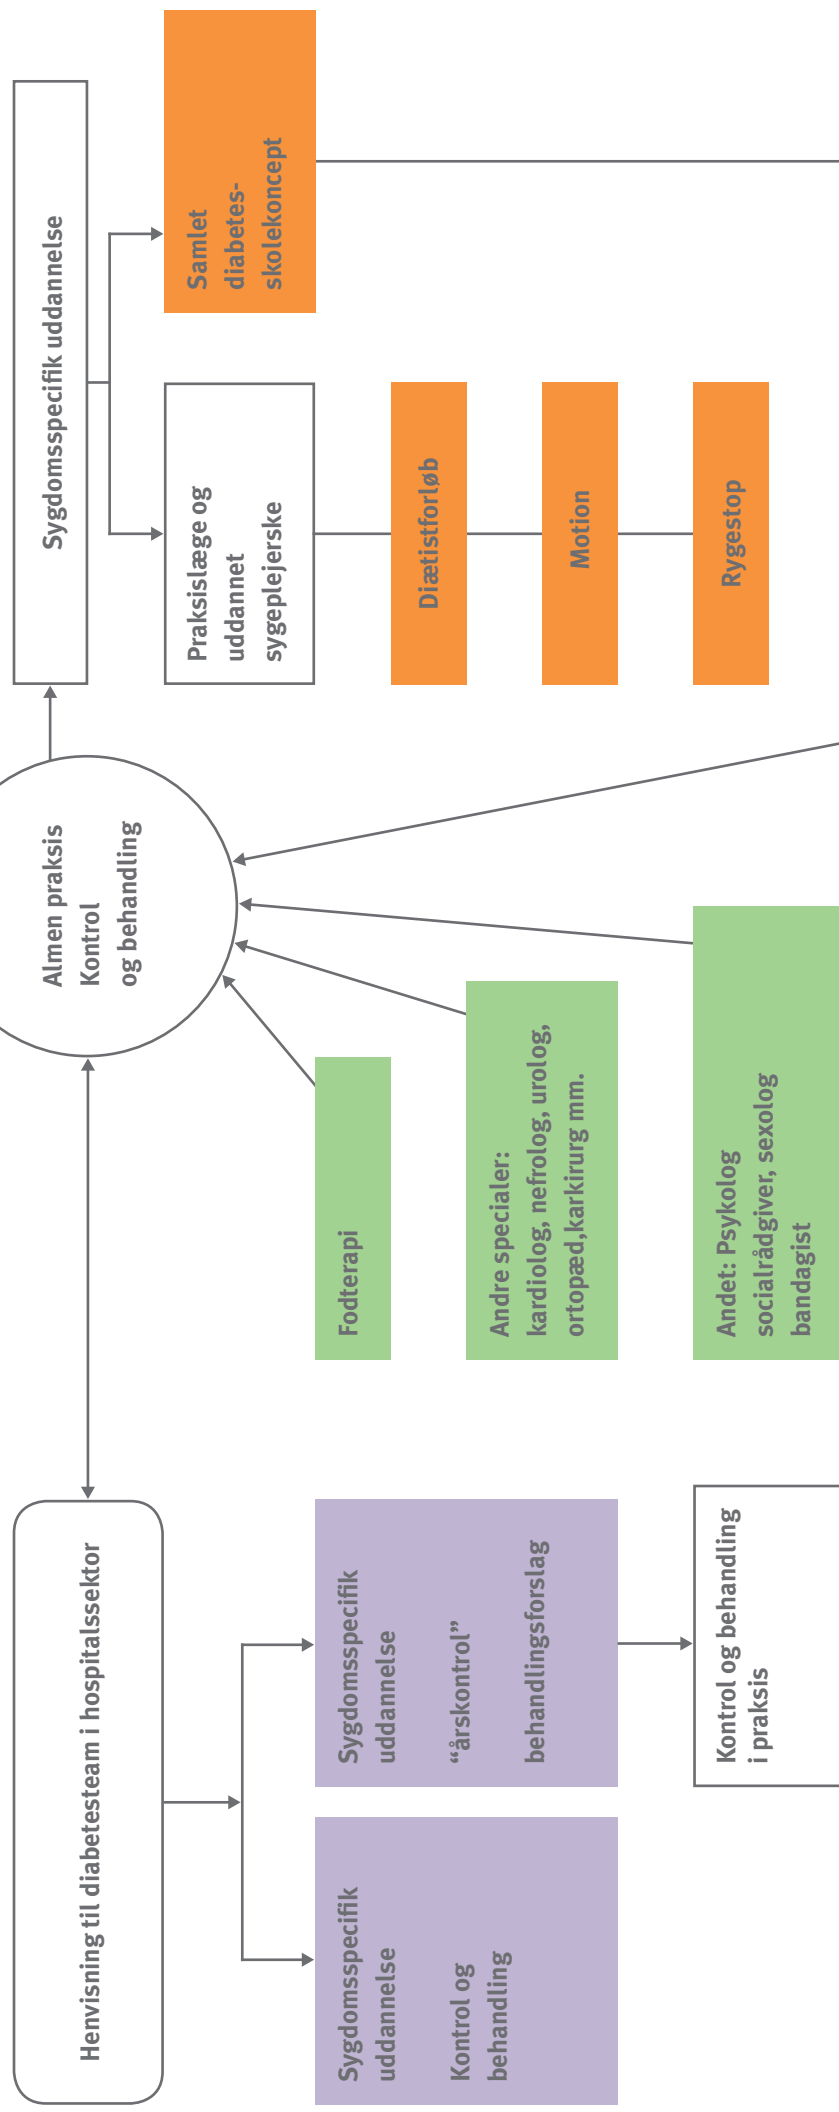 Henvisning til diabetesteam i hospitalssektor
Almen praksis
Kontrol
og behandling
Sygdomsspecifik uddannelse
Sygdomsspecifik
uddannelse
Kontrol og
behandling
Sygdomsspecifik
uddannelse
“årskontrol”
behandlingsforslag
Kontrol og behandling
i praksis
Fodterapi
Andre specialer:
kardiolog, nefrolog, urolog,
ortopæd,karkirurg mm.
Andet: Psykolog
socialrådgiver, sexolog
bandagist
Praksislæge og
uddannet
sygeplejerske
Diætistforløb
Motion
Rygestop
Samlet
diabetes-
skolekoncept